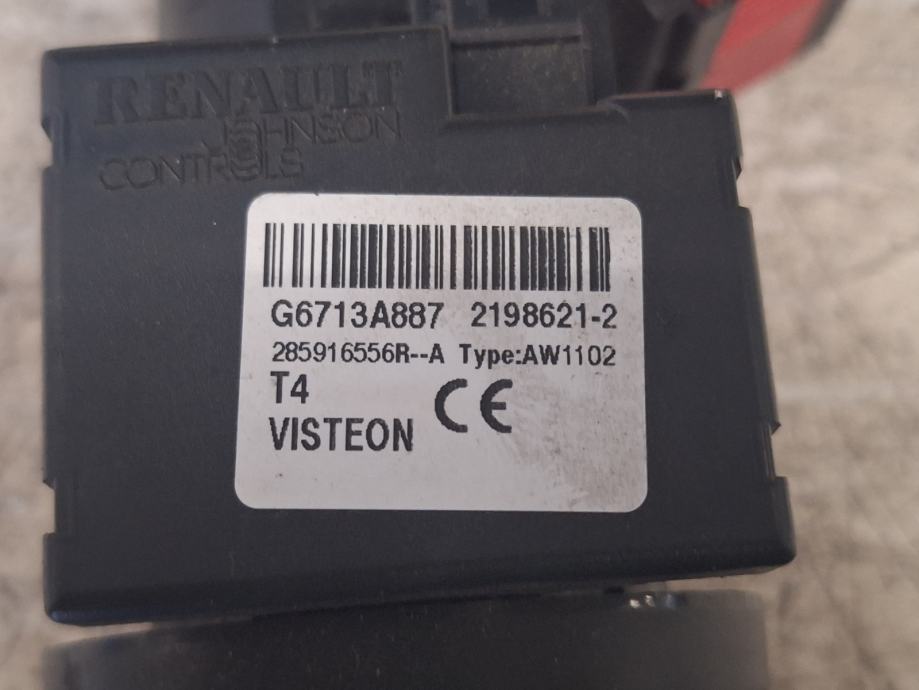 RENAULT
JOHNSON
CONTROLS
G6713A887 2198621-2
285916556R--A Type:AW1102
T4
CE
VISTEON